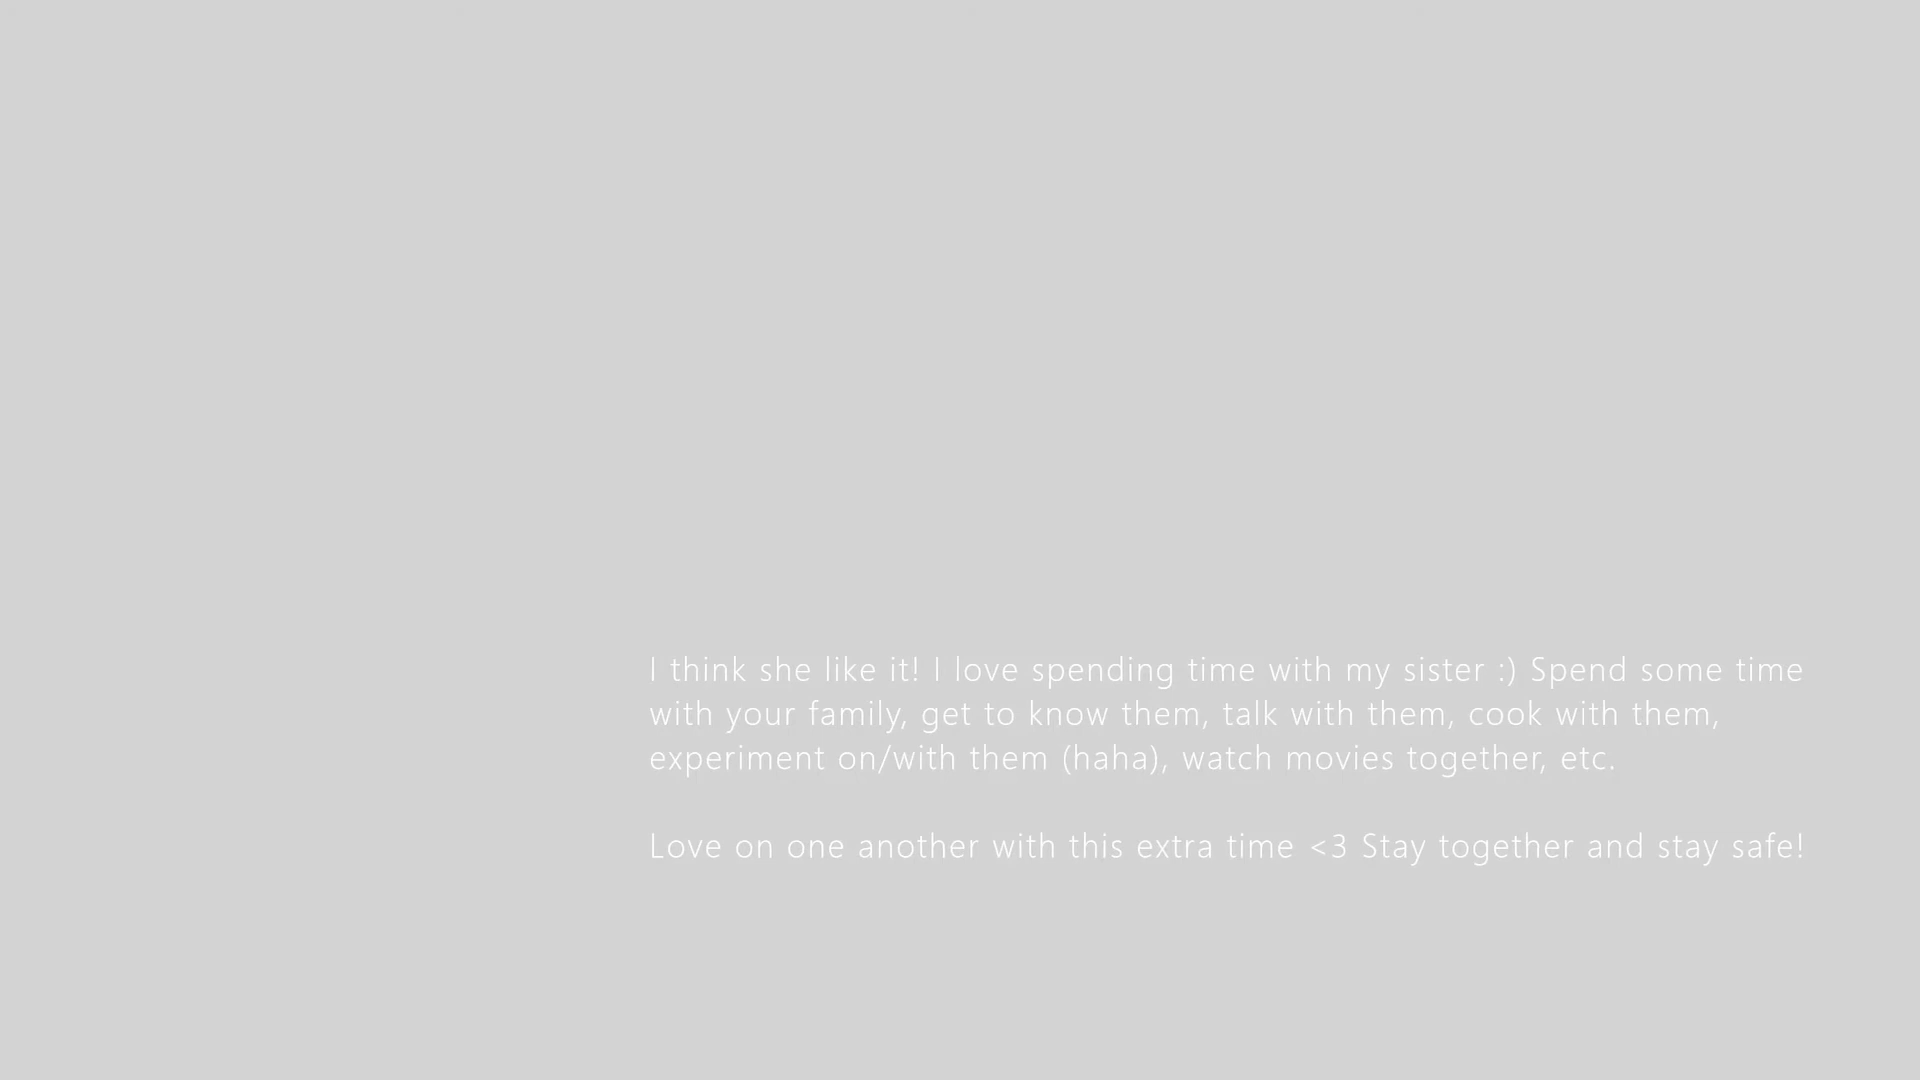 I think she like it! I love spending time with my sister :) Spend some time
with your family, get to know them, talk with them, cook with them,
experiment on/with them (haha), watch movies together, etc.
Love on one another with this extra time <3 Stay together and stay safe!